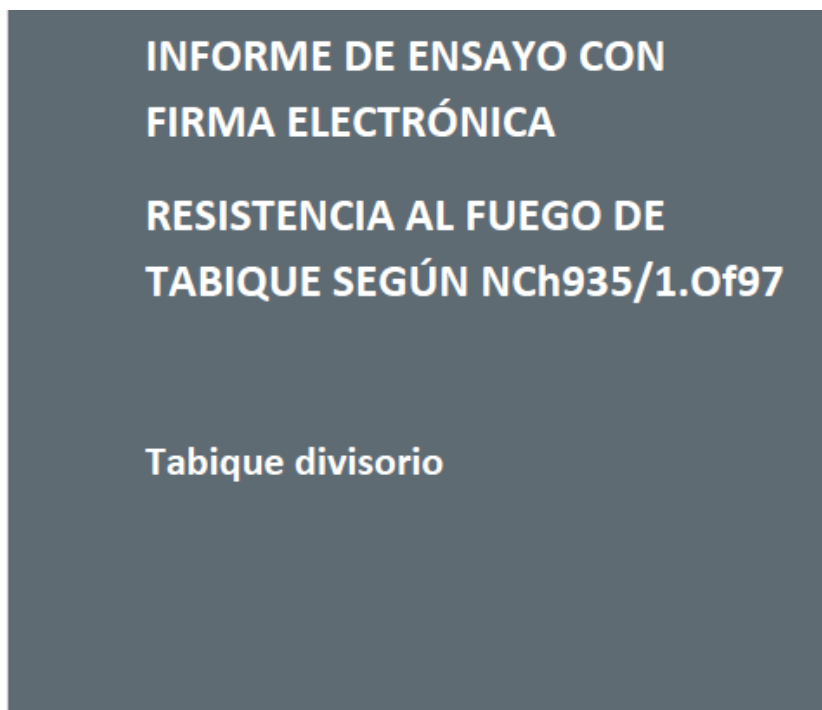 INFORME DE ENSAYO CON
FIRMA ELECTRÓNICA
RESISTENCIA AL FUEGO DE
TABIQUE SEGÚN NCh935/1.Of97
Tabique divisorio